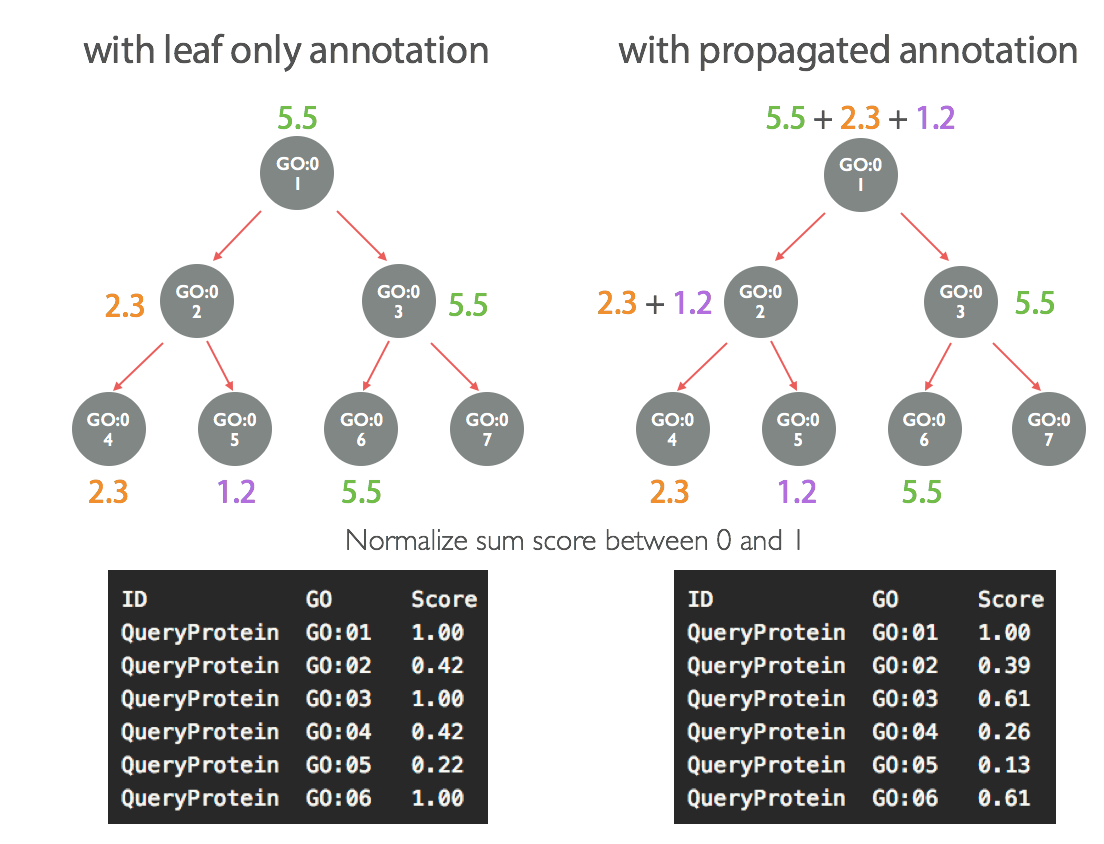 with leaf only annotation
5.5
GO:0
1
GO:0
2
2.3
GO:0
3
5.5
GO:0
4
GO:0
5
GO:0
6
GO:0
7
2.3
1.2
5.5
with propagated annotation
5.5 + 2.3 + 1.2
GO:0
1
2.3 + 1.2
GO:0
2
GO:0
3
5.5
GO:0
4
GO:0
5
GO:0
6
GO:0
7
2.3
1.2
5.5
Normalize sum score between 0 and 1
ID GO Score
QueryProtein GO:01 1.00
QueryProtein GO:02 0.42
QueryProtein GO:03 1.00
QueryProtein GO:04 0.42
QueryProtein GO:05 0.22
QueryProtein GO:06 1.00
ID GO Score
QueryProtein GO:01 1.00
QueryProtein GO:02 0.39
QueryProtein GO:03 0.61
QueryProtein GO:04 0.26
QueryProtein GO:05 0.13
QueryProtein GO:06 0.61